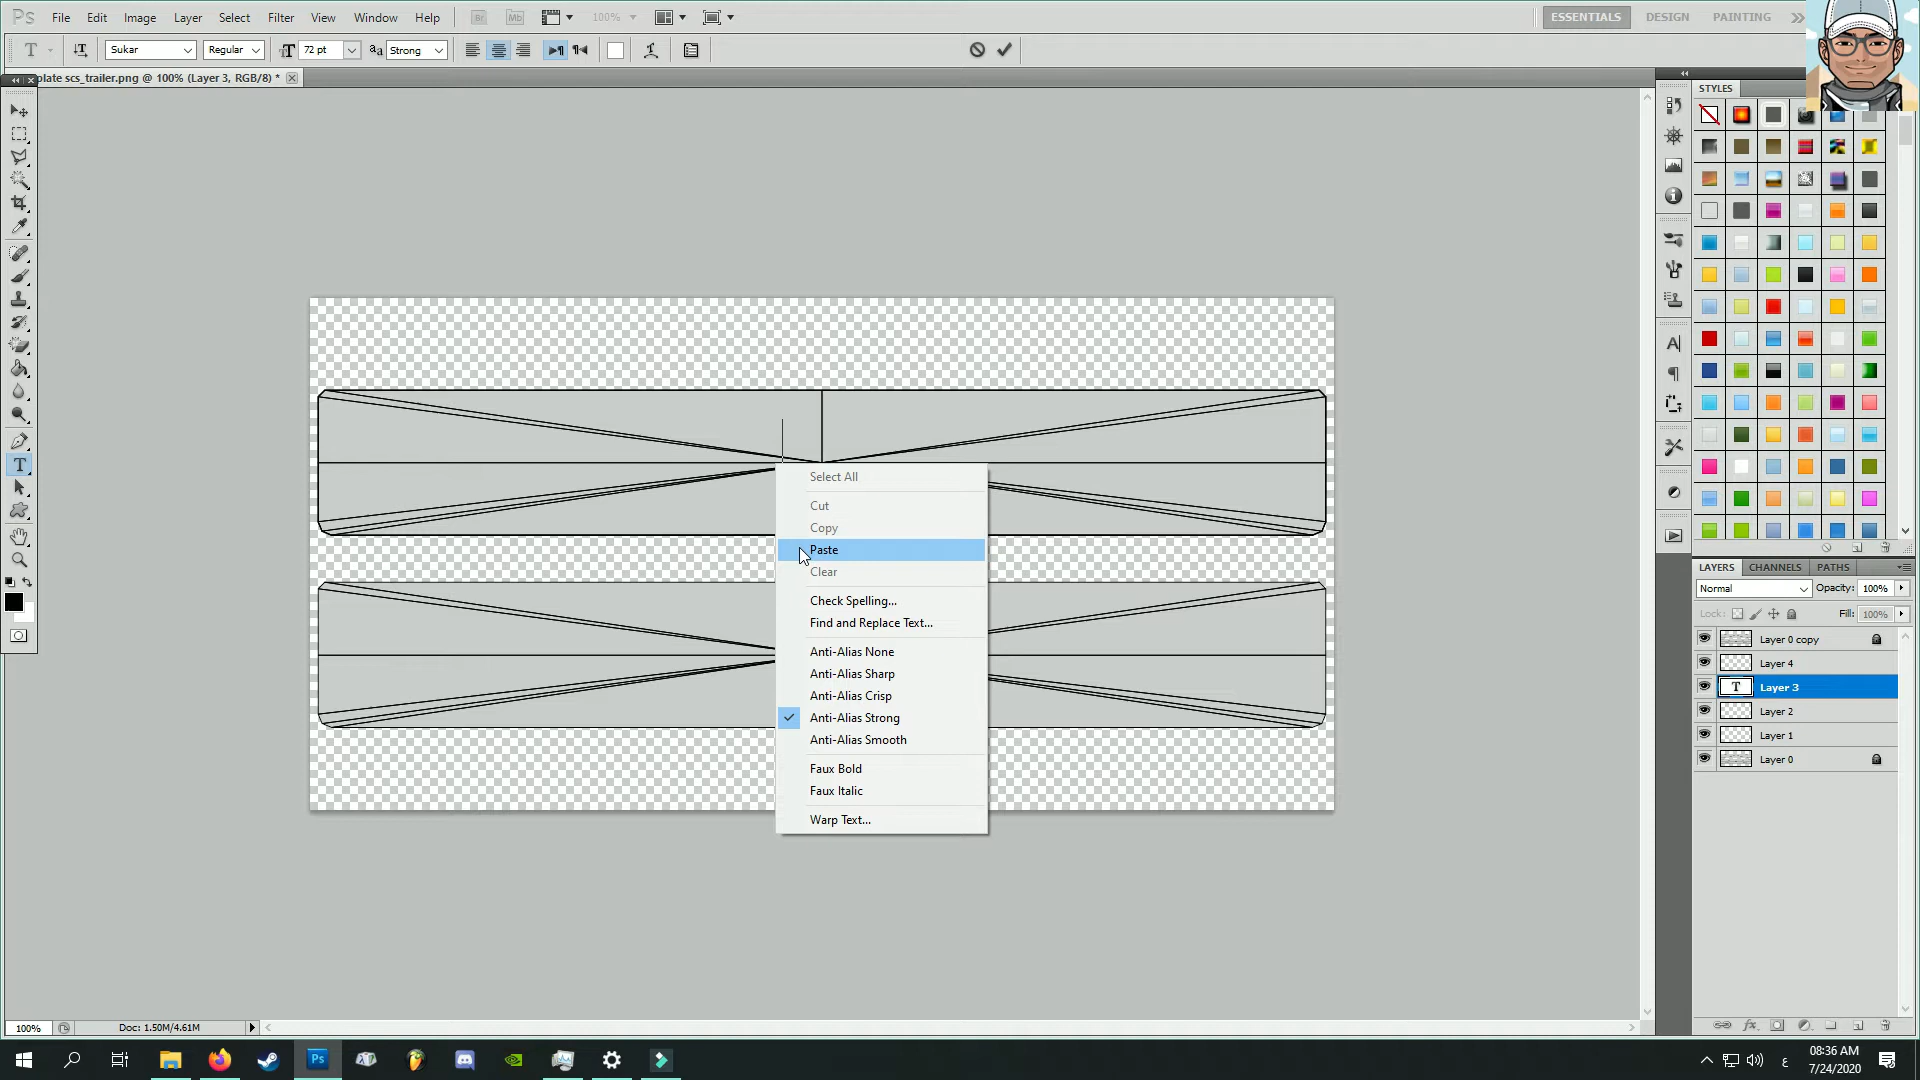 Ps File Edit Image Layer Select Filter View Window Help Br Mb 100% ESSENTIALS DESIGN PAINTING
T Sukar Regular 72 pt Strong
plate scs_trailer.png @ 100% (Layer 3, RGB/8) *
STYLES
Select All
Cut
Copy
Paste
Clear
Check Spelling...
Find and Replace Text...
Anti-Alias None
Anti-Alias Sharp
Anti-Alias Crisp
Anti-Alias Strong
Anti-Alias Smooth
Faux Bold
Faux Italic
Warp Text...
LAYERS CHANNELS PATHS
Normal Opacity: 100%
Lock: Fill: 100%
Layer 0 copy
Layer 4
T Layer 3
Layer 2
Layer 1
Layer 0
100% Doc: 1.50M/4.61M
Ps ع 08:36 AM
7/24/2020